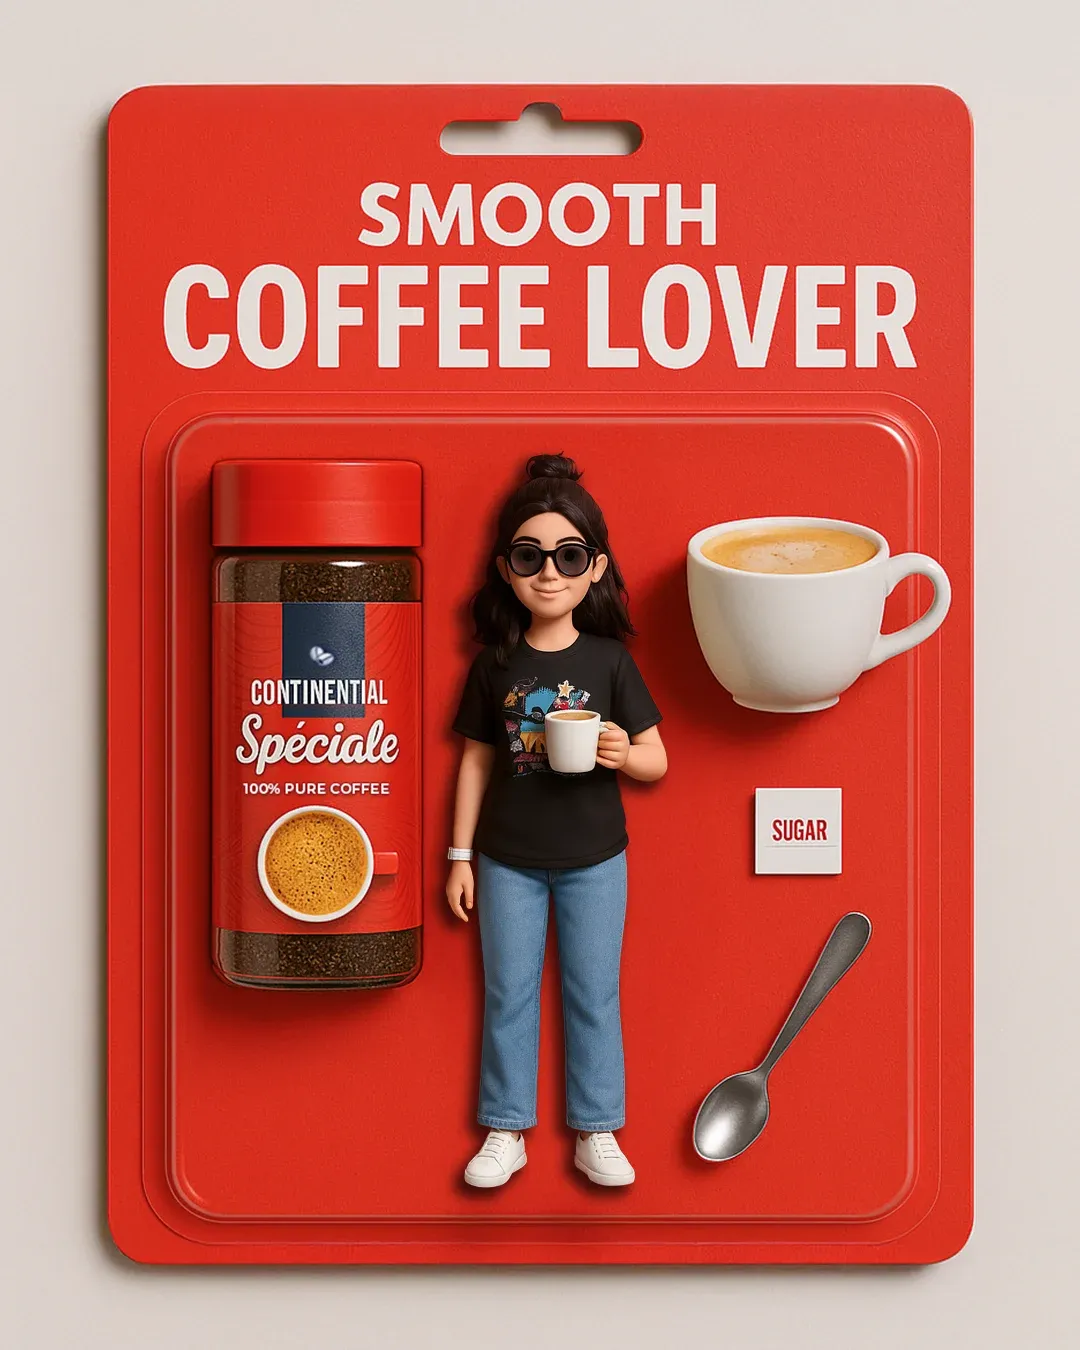 SMOOTH
COFFEE LOVER
CONTINENTIAL
Spéciale
100% PURE COFFEE
SUGAR